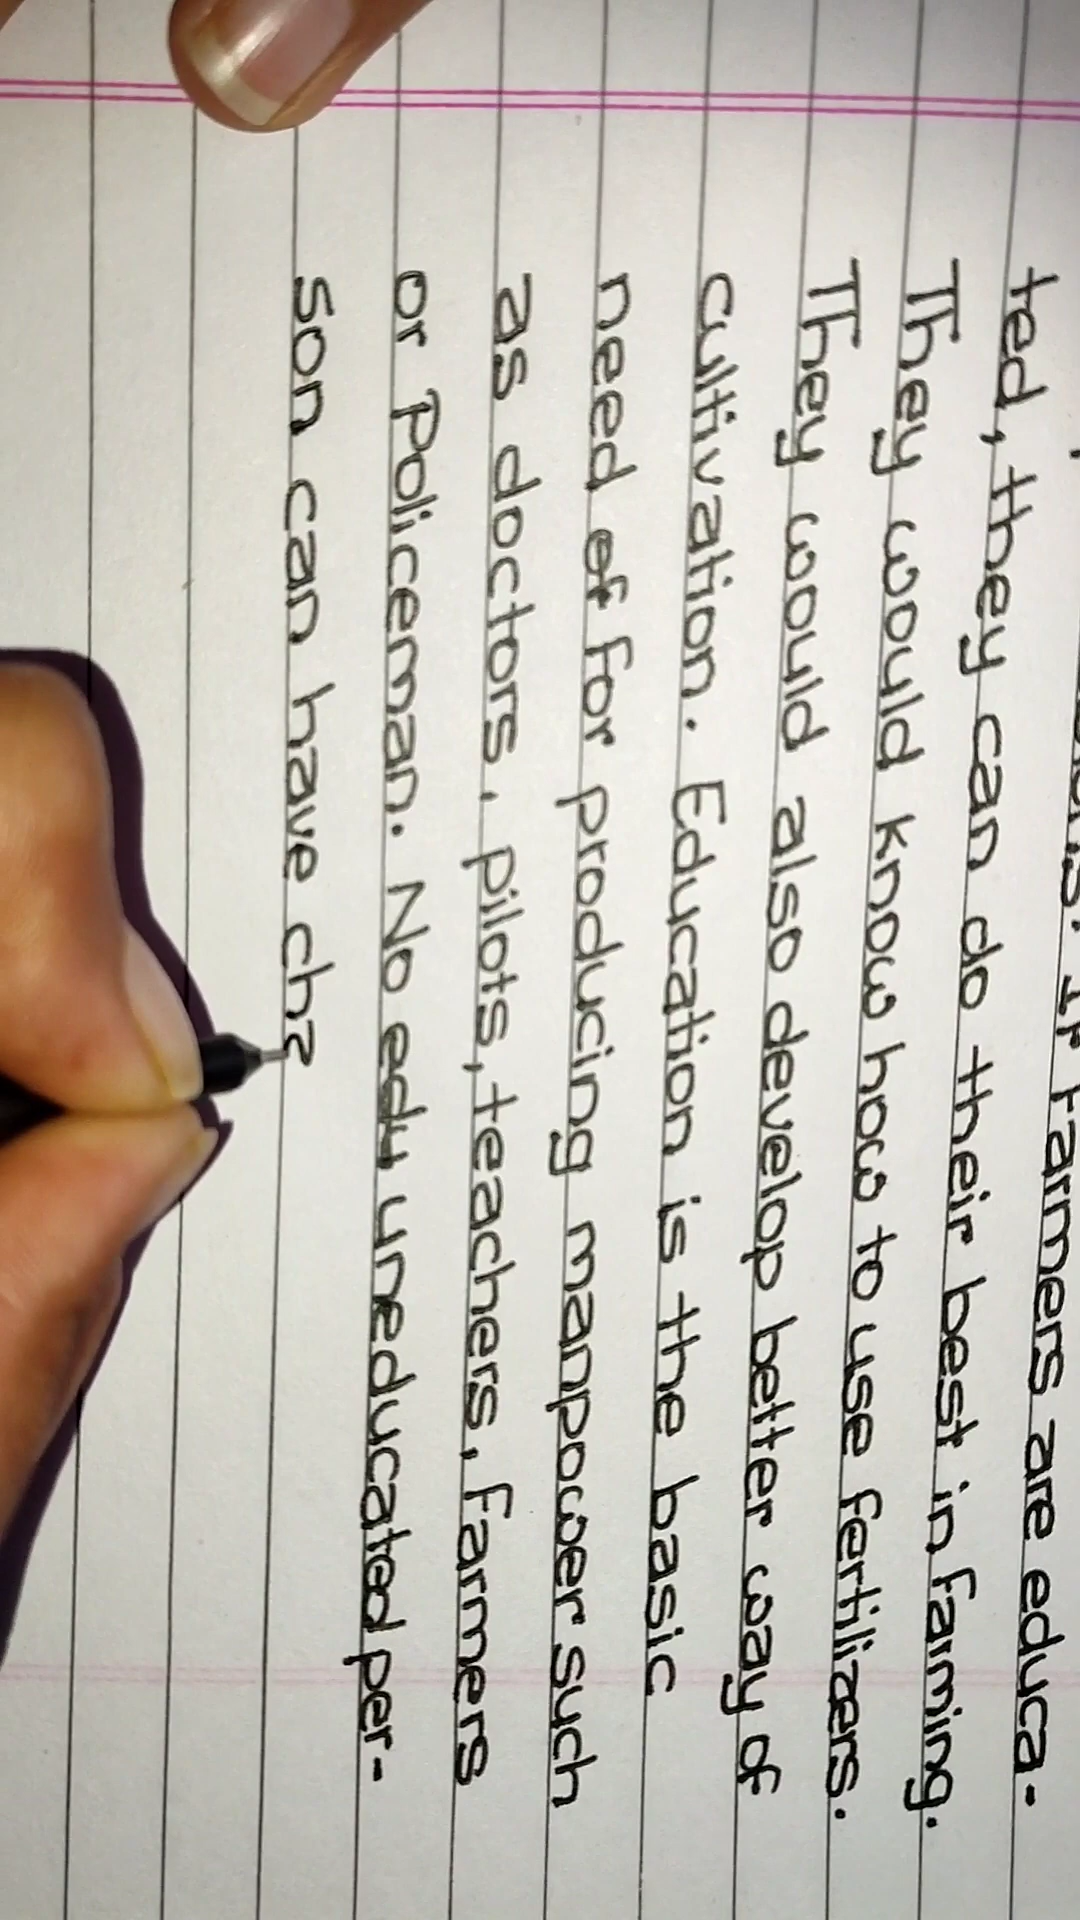 If farmers are educa-
ted, they can do their best in farming.
They would know how to use fertilizers.
They would also develop better way of
cultivation. Education is the basic
need of for producing manpower such
as doctors, pilots, teachers, farmers
or Policeman. No edu uneducated per-
son can have cha